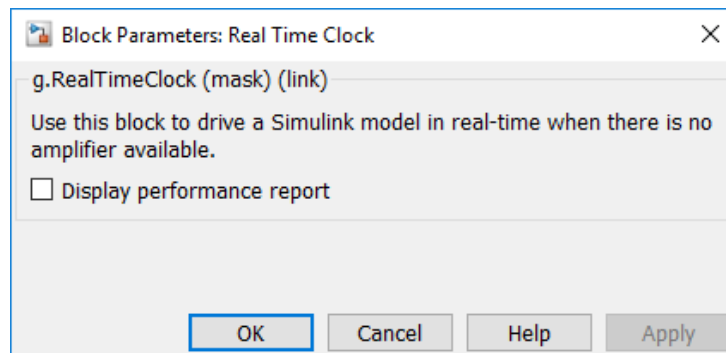 Block Parameters: Real Time Clock
g.RealTimeClock (mask) (link)
Use this block to drive a Simulink model in real-time when there is no
amplifier available.
Display performance report
OK Cancel Help Apply